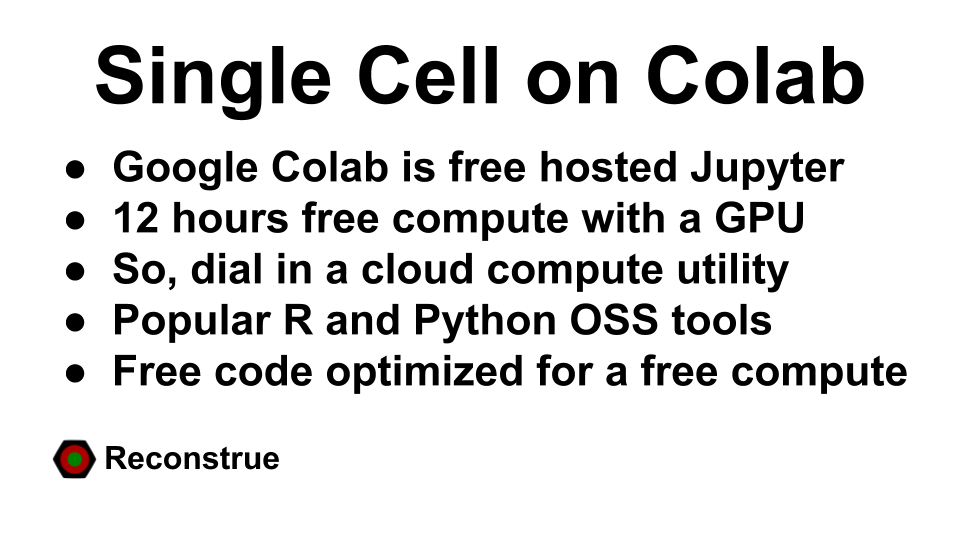 Single Cell on Colab
● Google Colab is free hosted Jupyter
● 12 hours free compute with a GPU
● So, dial in a cloud compute utility
● Popular R and Python OSS tools
● Free code optimized for a free compute
Reconstrue